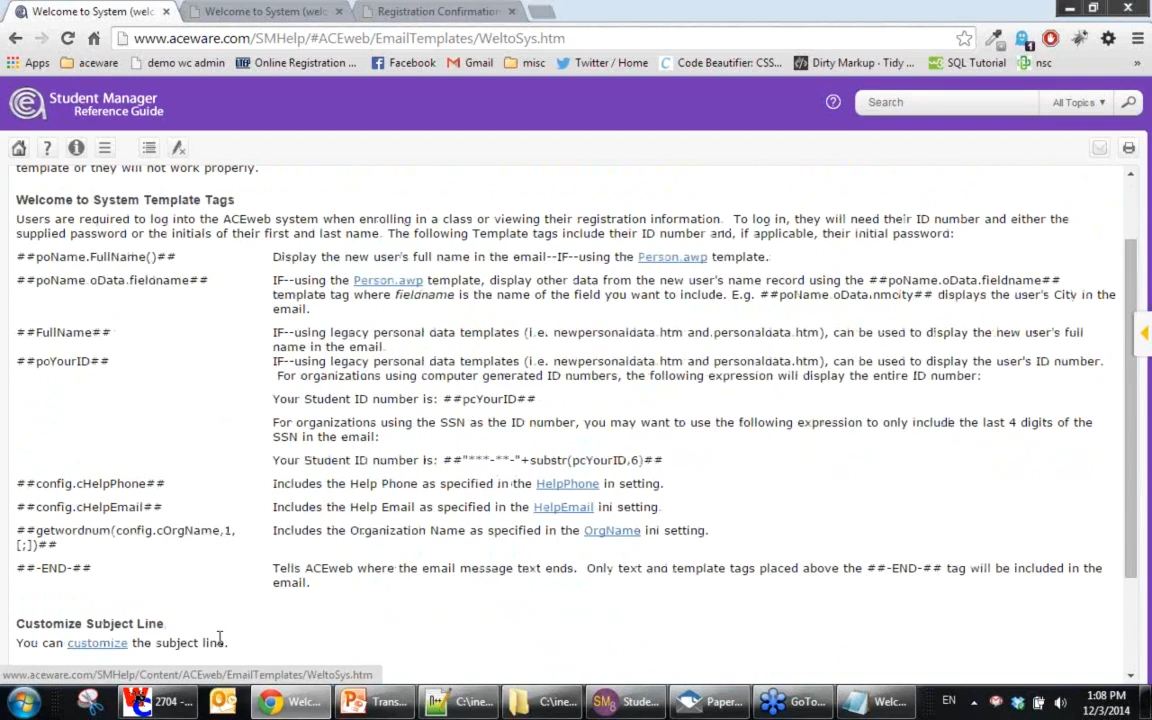 Welcome to System (welc
Welcome to System (welc
Registration Confirmation
www.aceware.com/SMHelp/#ACEweb/EmailTemplates/WeltoSys.htm
Apps
aceware
demo wc admin
Online Registration ...
Facebook
Gmail
misc
Twitter / Home
Code Beautifier: CSS...
Dirty Markup - Tidy ...
SQL Tutorial
nsc
Student Manager
Reference Guide
Search
All Topics
template or they will not work properly.
Welcome to System Template Tags
Users are required to log into the ACEweb system when enrolling in a class or viewing their registration information. To log in, they will need their ID number and either the
supplied password or the initials of their first and last name. The following Template tags include their ID number and, if applicable, their initial password:
##poName.FullName()## Display the new user's full name in the email--IF--using the Person.awp template.
##poName.oData.fieldname## IF--using the Person.awp template, display other data from the new user's name record using the ##poName.oData.fieldname##
template tag where fieldname is the name of the field you want to include. E.g. ##poName.oData.nmcity## displays the user's City in the
email.
##FullName## IF--using legacy personal data templates (i.e. newpersonaldata.htm and personaldata.htm), can be used to display the new user's full
name in the email.
##pcYourID## IF--using legacy personal data templates (i.e. newpersonaldata.htm and personaldata.htm), can be used to display the user's ID number.
For organizations using computer generated ID numbers, the following expression will display the entire ID number:
Your Student ID number is: ##pcYourID##
For organizations using the SSN as the ID number, you may want to use the following expression to only include the last 4 digits of the
SSN in the email:
Your Student ID number is: ##"***-**-"+substr(pcYourID,6)##
##config.cHelpPhone## Includes the Help Phone as specified in the HelpPhone in setting.
##config.cHelpEmail## Includes the Help Email as specified in the HelpEmail ini setting.
##getwordnum(config.cOrgName,1, Includes the Organization Name as specified in the OrgName ini setting.
[;])##
##-END-## Tells ACEweb where the email message text ends. Only text and template tags placed above the ##-END-## tag will be included in the
email.
Customize Subject Line
You can customize the subject line.
www.aceware.com/SMHelp/Content/ACEweb/EmailTemplates/WeltoSys.htm
2704 -...
Welc...
Trans...
C:\ine...
C:\ine...
Stude...
Paper...
GoTo...
Welc...
EN
1:08 PM
12/3/2014